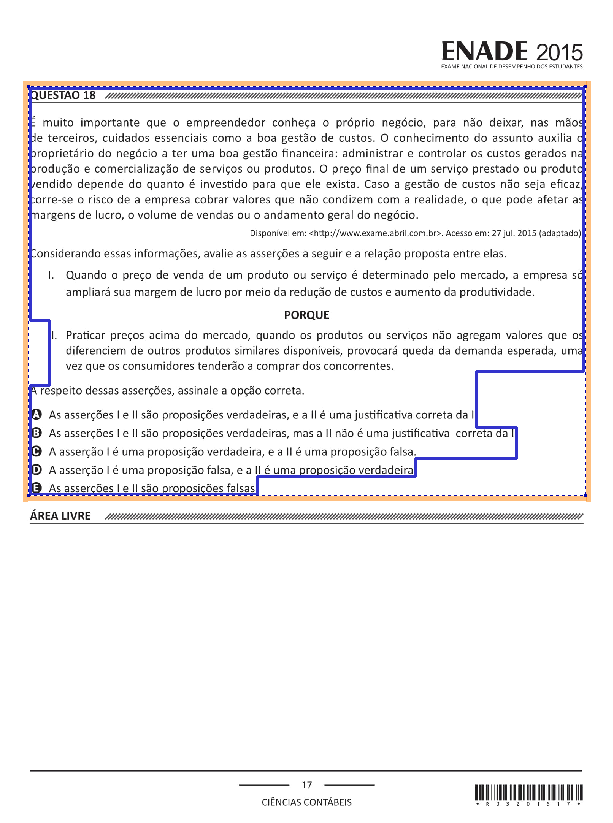 ENADE 2015
EXAME NACIONAL DE DESEMPENHO DOS ESTUDANTES
QUESTÃO 18
É muito importante que o empreendedor conheça o próprio negócio, para não deixar, nas mãos
de terceiros, cuidados essenciais como a boa gestão de custos. O conhecimento do assunto auxilia o
proprietário do negócio a ter uma boa gestão financeira: administrar e controlar os custos gerados na
produção e comercialização de serviços ou produtos. O preço final de um serviço prestado ou produto
vendido depende do quanto é investido para que ele exista. Caso a gestão de custos não seja eficaz,
corre-se o risco de a empresa cobrar valores que não condizem com a realidade, o que pode afetar as
margens de lucro, o volume de vendas ou o andamento geral do negócio.
Disponível em: <http://www.exame.abril.com.br>. Acesso em: 27 jul. 2015 (adaptado).
Considerando essas informações, avalie as asserções a seguir e a relação proposta entre elas.
I. Quando o preço de venda de um produto ou serviço é determinado pelo mercado, a empresa só
ampliará sua margem de lucro por meio da redução de custos e aumento da produtividade.
PORQUE
II. Praticar preços acima do mercado, quando os produtos ou serviços não agregam valores que os
diferenciem de outros produtos similares disponíveis, provocará queda da demanda esperada, uma
vez que os consumidores tenderão a comprar dos concorrentes.
A respeito dessas asserções, assinale a opção correta.
A As asserções I e II são proposições verdadeiras, e a II é uma justificativa correta da I.
B As asserções I e II são proposições verdadeiras, mas a II não é uma justificativa correta da I.
C A asserção I é uma proposição verdadeira, e a II é uma proposição falsa.
D A asserção I é uma proposição falsa, e a II é uma proposição verdadeira.
E As asserções I e II são proposições falsas.
ÁREA LIVRE
17
CIÊNCIAS CONTÁBEIS
*R3320151​7*